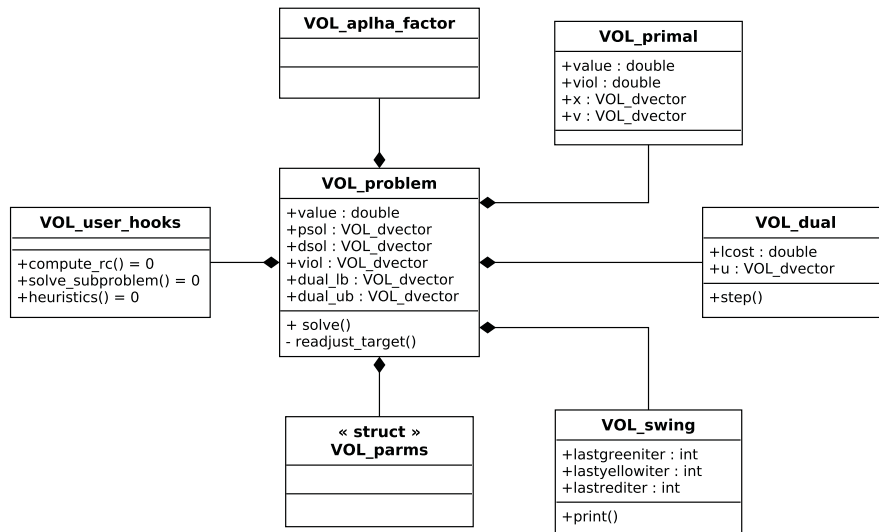 VOL_aplha_factor
VOL_primal
+value : double
+viol : double
+x : VOL_dvector
+v : VOL_dvector
VOL_problem
+value : double
+psol : VOL_dvector
+dsol : VOL_dvector
+viol : VOL_dvector
+dual_lb : VOL_dvector
+dual_ub : VOL_dvector
+ solve()
- readjust_target()
VOL_user_hooks
+compute_rc() = 0
+solve_subproblem() = 0
+heuristics() = 0
VOL_dual
+lcost : double
+u : VOL_dvector
+step()
« struct »
VOL_parms
VOL_swing
+lastgreeniter : int
+lastyellowiter : int
+lastrediter : int
+print()